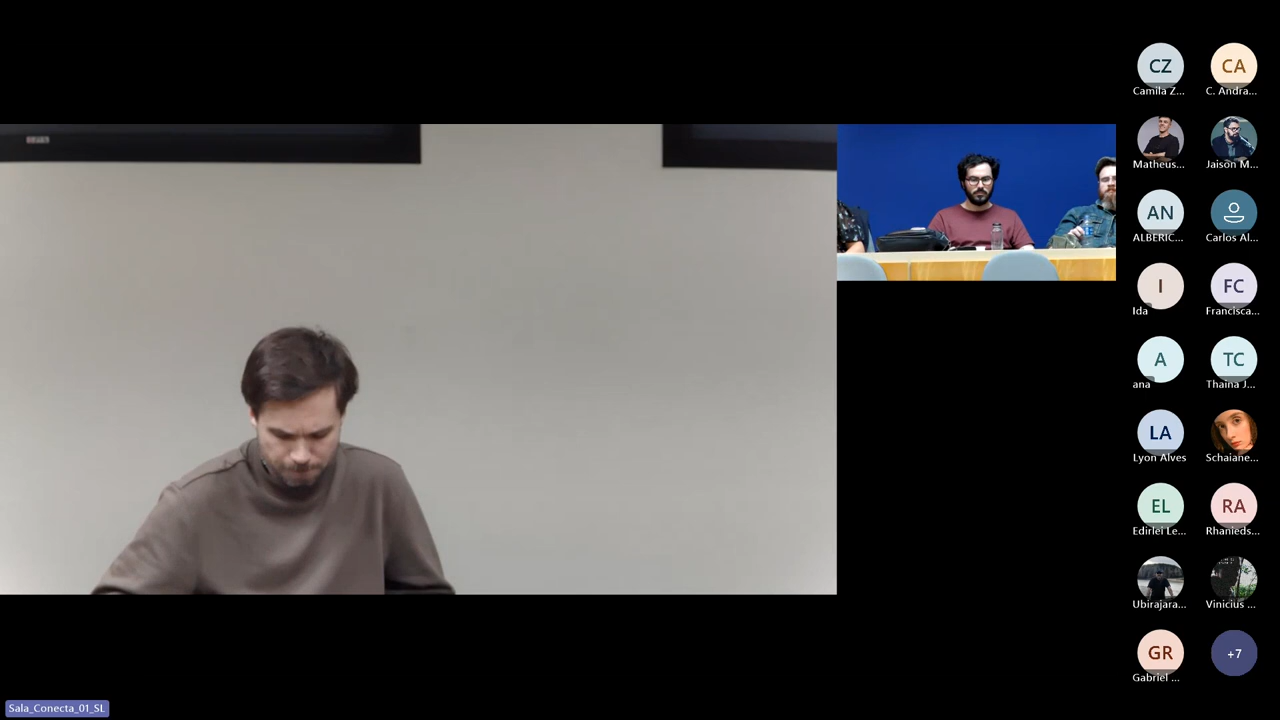 CZ
CA
Camila Z...
C. Andra...
Matheus...
Jaison M...
AN
ALBERIC...
Carlos Al...
I
FC
Ida
Francisca...
A
TC
ana
Thaina J...
LA
Lyon Alves
Schaiane...
EL
RA
Edirlei Le...
Rhanieds...
Ubirajara...
Vinicius ...
GR
+7
Gabriel ...
Sala_Conecta_01_SL